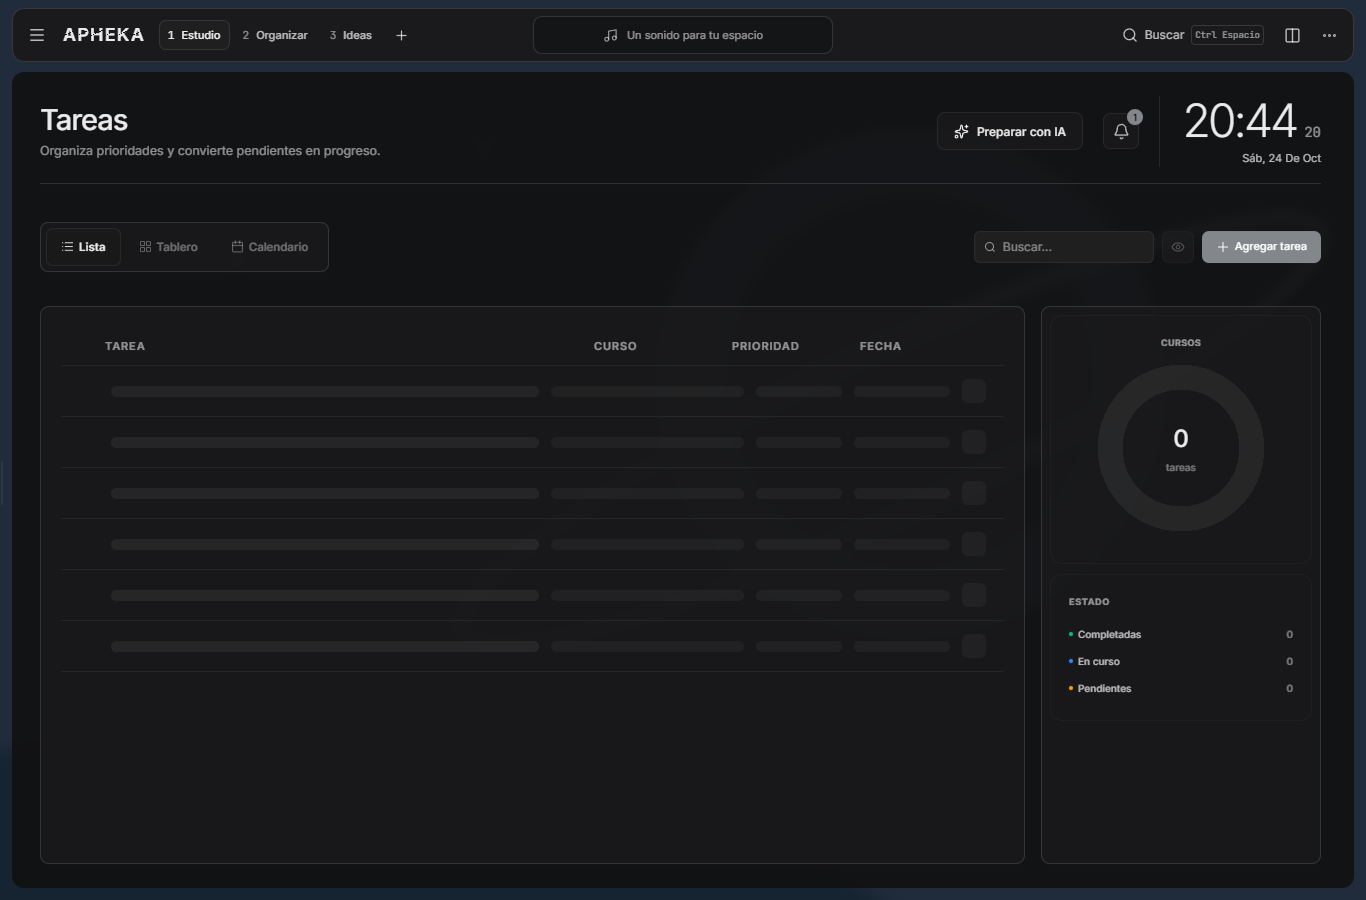 APHEKA
1 Estudio
2 Organizar
3 Ideas
Un sonido para tu espacio
Buscar
Ctrl Espacio
Tareas
Organiza prioridades y convierte pendientes en progreso.
Preparar con IA
1
20:44 20
Sáb, 24 De Oct
Lista
Tablero
Calendario
Buscar...
Agregar tarea
TAREA
CURSO
PRIORIDAD
FECHA
CURSOS
0
tareas
ESTADO
Completadas 0
En curso 0
Pendientes 0